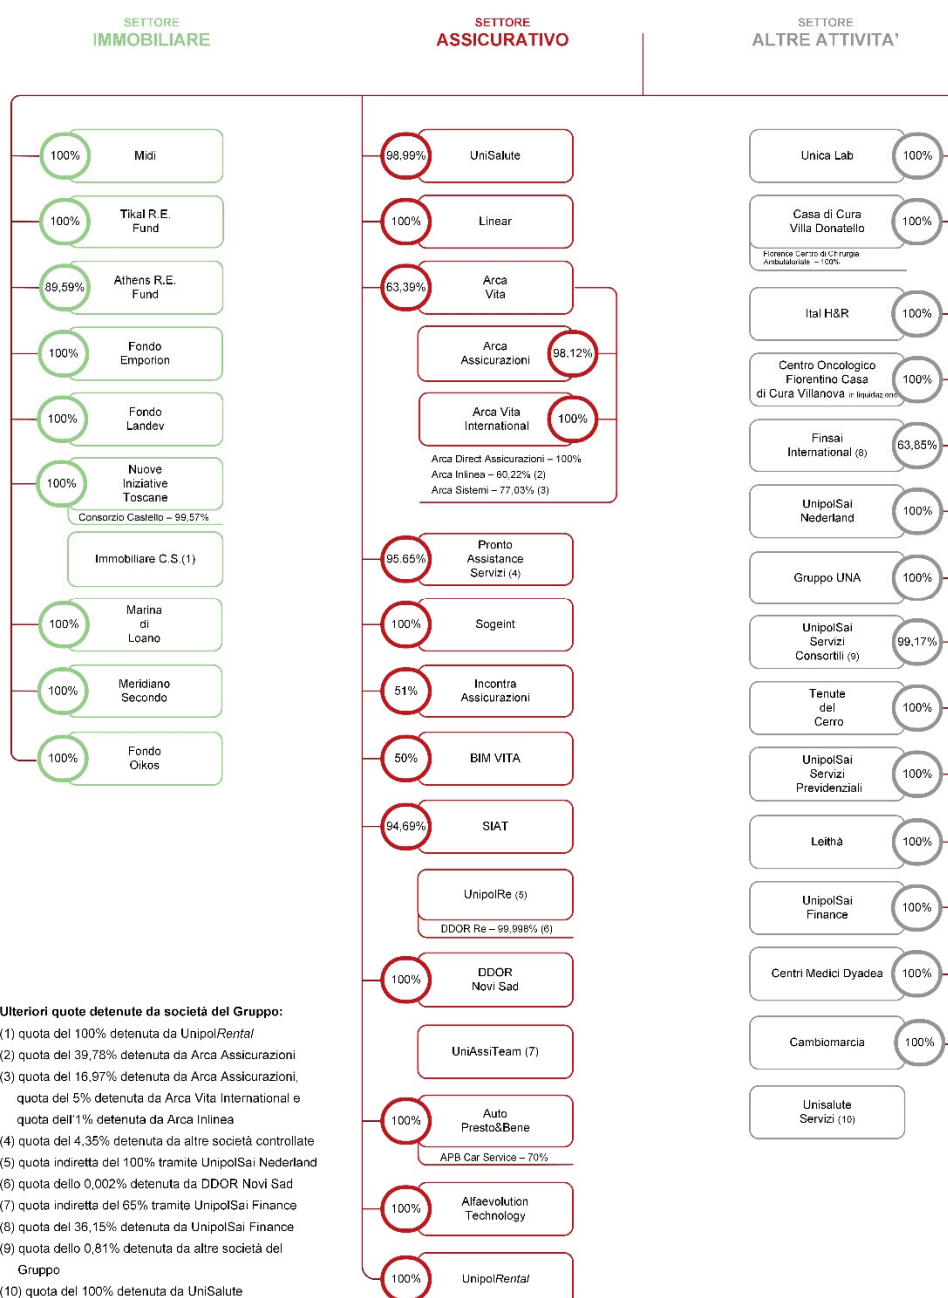 SETTORE
IMMOBILIARE
100%
Midi
100%
Tikal R.E.
Fund
89,59%
Athens R.E.
Fund
100%
Fondo
Emporion
100%
Fondo
Landev
100%
Nuove
Iniziative
Toscane
Consorzio Castello – 99,57%
Immobiliare C.S.(1)
100%
Marina
di
Loano
100%
Meridiano
Secondo
100%
Fondo
Oikos
SETTORE
ASSICURATIVO
98,99%
UniSalute
100%
Linear
63,39%
Arca
Vita
Arca
Assicurazioni
98,12%
Arca Vita
International
100%
Arca Direct Assicurazioni – 100%
Arca Inlinea – 60,22% (2)
Arca Sistemi – 77,03% (3)
95,65%
Pronto
Assistance
Servizi (4)
100%
Sogeint
51%
Incontra
Assicurazioni
50%
BIM VITA
94,69%
SIAT
UnipolRe (5)
DDOR Re – 99,998% (6)
100%
DDOR
Novi Sad
UniAssiTeam (7)
100%
Auto
Presto&Bene
APB Car Service – 70%
100%
Alfaevolution
Technology
100%
UnipolRental
SETTORE
ALTRE ATTIVITA’
Unica Lab
100%
Casa di Cura
Villa Donatello
100%
Florence Centro di Chirurgia
Ambulatoriale – 100%
Ital H&R
100%
Centro Oncologico
Fiorentino Casa
di Cura Villanova in liquidazione
100%
Finsai
International (8)
63,85%
UnipolSai
Nederland
100%
Gruppo UNA
100%
UnipolSai
Servizi
Consortili (9)
99,17%
Tenute
del
Cerro
100%
UnipolSai
Servizi
Previdenziali
100%
Leithà
100%
UnipolSai
Finance
100%
Centri Medici Dyadea
100%
Cambiomarcia
100%
Unisalute
Servizi (10)
Ulteriori quote detenute da società del Gruppo:
(1) quota del 100% detenuta da UnipolRental
(2) quota del 39,78% detenuta da Arca Assicurazioni
(3) quota del 16,97% detenuta da Arca Assicurazioni,
quota del 5% detenuta da Arca Vita International e
quota dell'1% detenuta da Arca Inlinea
(4) quota del 4,35% detenuta da altre società controllate
(5) quota indiretta del 100% tramite UnipolSai Nederland
(6) quota dello 0,002% detenuta da DDOR Novi Sad
(7) quota indiretta del 65% tramite UnipolSai Finance
(8) quota del 36,15% detenuta da UnipolSai Finance
(9) quota dello 0,81% detenuta da altre società del
Gruppo
(10) quota del 100% detenuta da UniSalute